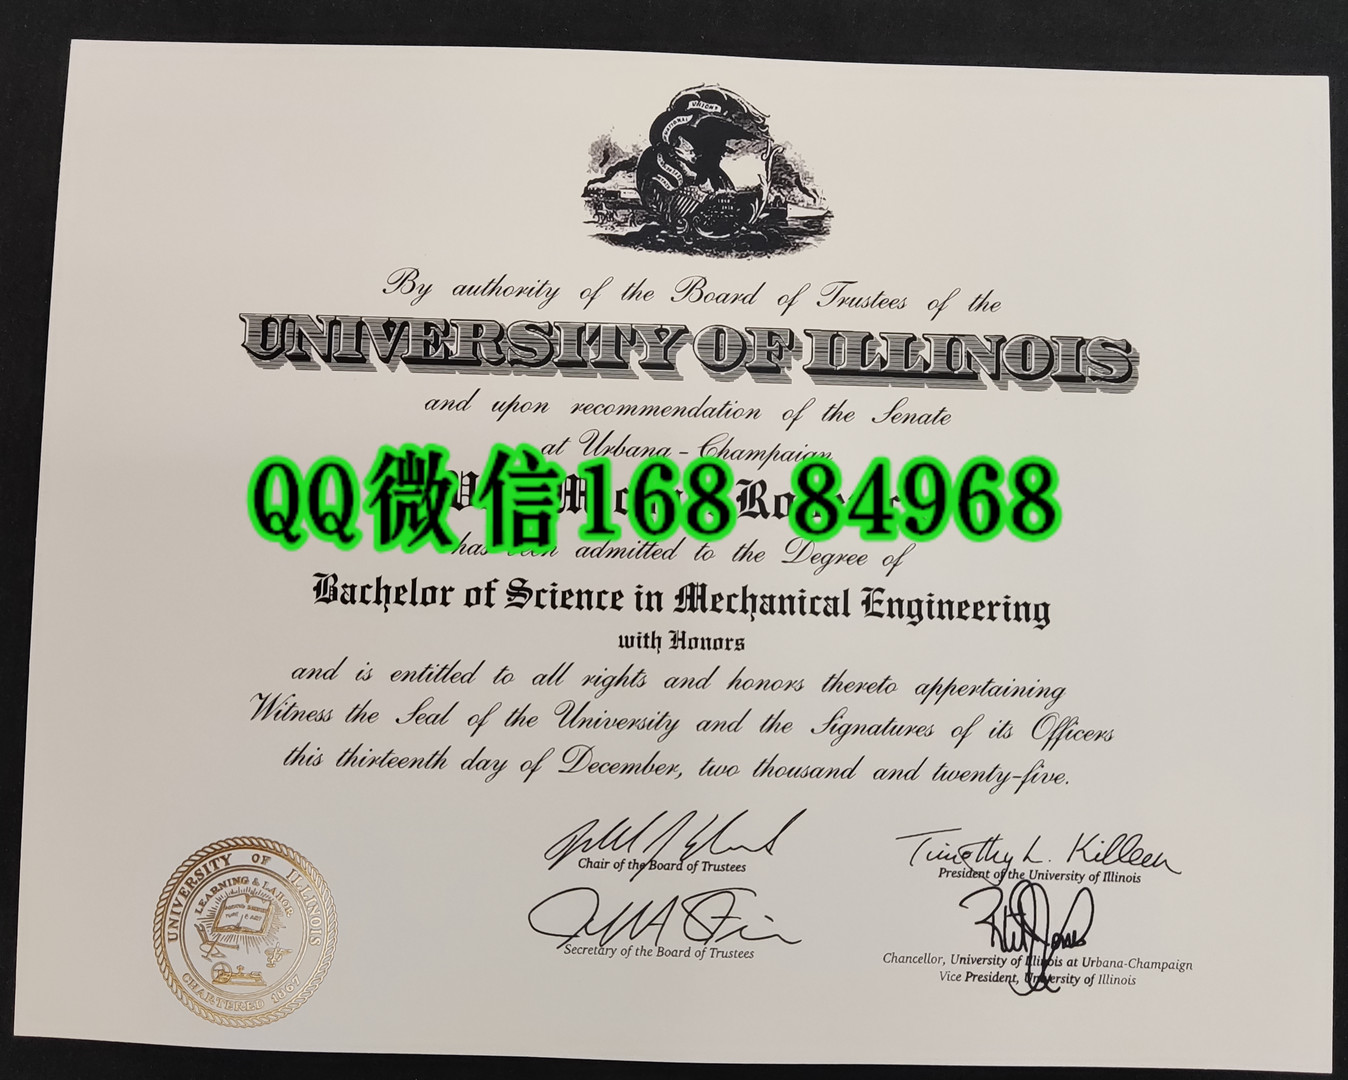 By authority of the Board of Trustees of the
UNIVERSITY OF ILLINOIS
and upon recommendation of the Senate
at Urbana-Champaign
QQ微信168 84968
has been admitted to the Degree of
Bachelor of Science in Mechanical Engineering
with Honors
and is entitled to all rights and honors thereto appertaining
Witness the Seal of the University and the Signatures of its Officers
this thirteenth day of December, two thousand and twenty-five.
Chair of the Board of Trustees
Timothy L. Killeen
President of the University of Illinois
Secretary of the Board of Trustees
Chancellor, University of Illinois at Urbana-Champaign
Vice President, University of Illinois
UNIVERSITY OF ILLINOIS
LEARNING & LABOR
CHARTERED 1867